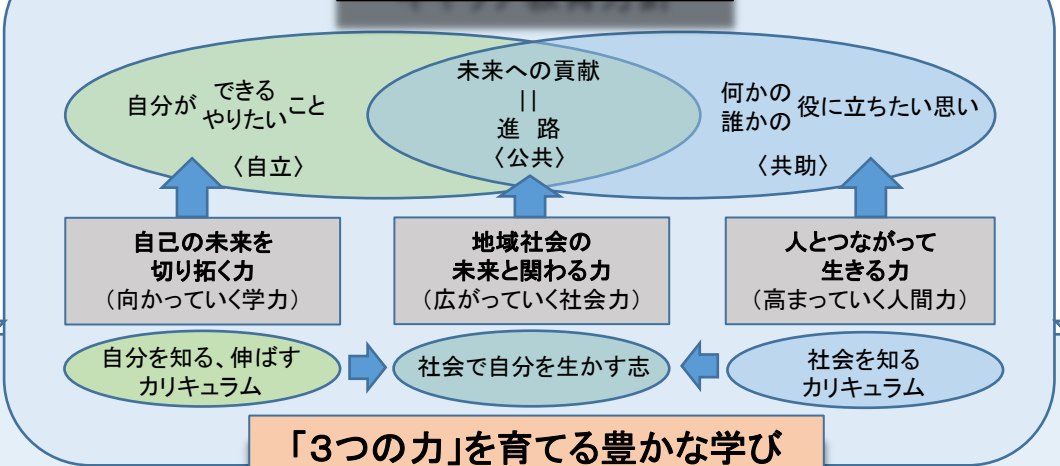 自分が できる やりたい こと
〈自立〉
未来への貢献
||
進 路
〈公共〉
何かの 誰かの 役に立ちたい思い
〈共助〉
自己の未来を
切り拓く力
（向かっていく学力）
地域社会の
未来と関わる力
（広がっていく社会力）
人とつながって
生きる力
（高まっていく人間力）
自分を知る、伸ばす
カリキュラム
社会で自分を生かす志
社会を知る
カリキュラム
「３つの力」を育てる豊かな学び